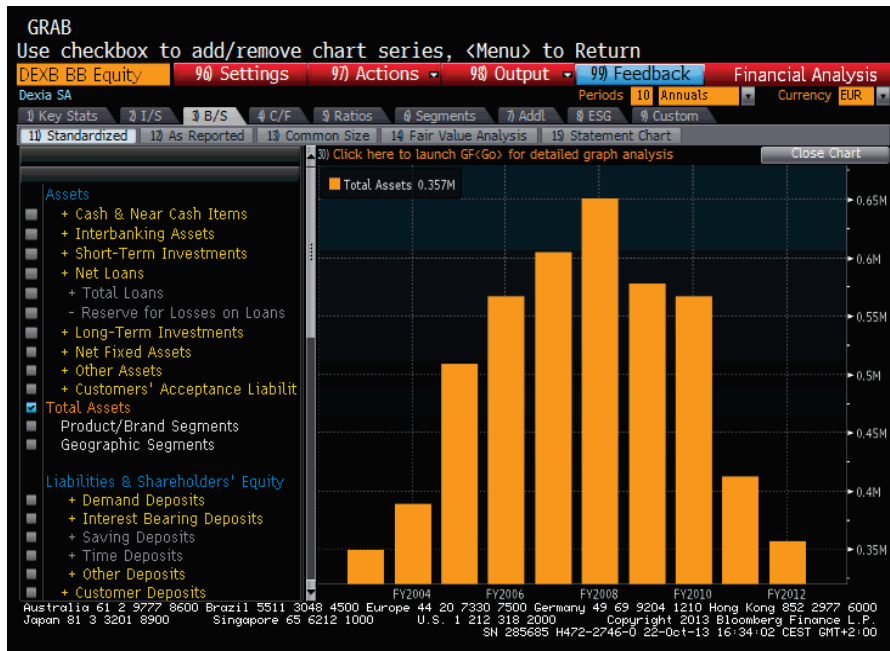 GRAB
Use checkbox to add/remove chart series, <Menu> to Return
DEXB BB Equity 96) Settings 97) Actions 98) Output 99) Feedback Financial Analysis
Dexia SA Periods 10 Annuals Currency EUR
1) Key Stats 2) I/S 3) B/S 4) C/F 5) Ratios 6) Segments 7) Addl 8) ESG 9) Custom
11) Standardized 12) As Reported 13) Common Size 14) Fair Value Analysis 15) Statement Chart
30) Click here to launch GF<Go> for detailed graph analysis Close Chart
Total Assets 0.357M
Assets
+ Cash & Near Cash Items
+ Interbanking Assets
+ Short-Term Investments
+ Net Loans
+ Total Loans
- Reserve for Losses on Loans
+ Long-Term Investments
+ Net Fixed Assets
+ Other Assets
+ Customers' Acceptance Liabilit
Total Assets
Product/Brand Segments
Geographic Segments
Liabilities & Shareholders' Equity
+ Demand Deposits
+ Interest Bearing Deposits
+ Saving Deposits
+ Time Deposits
+ Other Deposits
+ Customer Deposits
0.65M
0.6M
0.55M
0.5M
0.45M
0.4M
0.35M
FY2004 FY2006 FY2008 FY2010 FY2012
Australia 61 2 9777 8600 Brazil 5511 3048 4500 Europe 44 20 7330 7500 Germany 49 69 9204 1210 Hong Kong 852 2977 6000
Japan 81 3 3201 8900 Singapore 65 6212 1000 U.S. 1 212 318 2000 Copyright 2013 Bloomberg Finance L.P.
SN 285685 H472-2746-0 22-Oct-13 16:34:02 CEST GMT+2:00